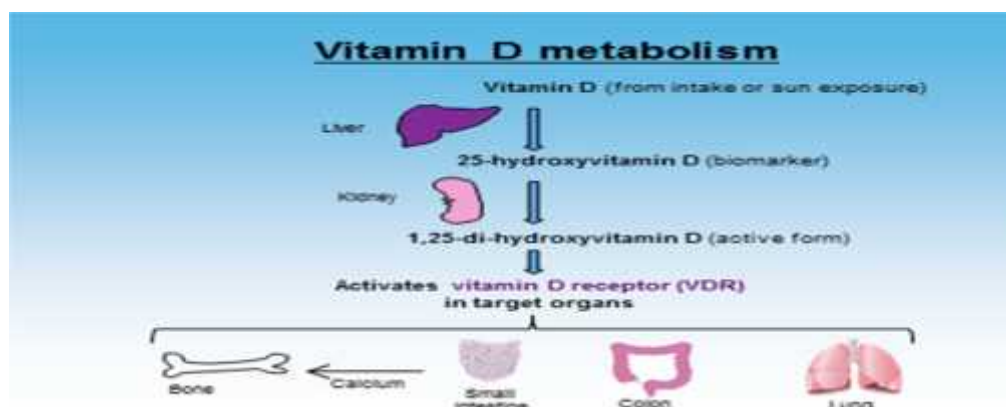 Vitamin D metabolism
Vitamin D (from intake or sun exposure)
Liver
25-hydroxyvitamin D (biomarker)
Kidney
1,25-di-hydroxyvitamin D (active form)
Activates vitamin D receptor (VDR)
in target organs
Bone
Calcium
Small
intestine
Colon
Lung